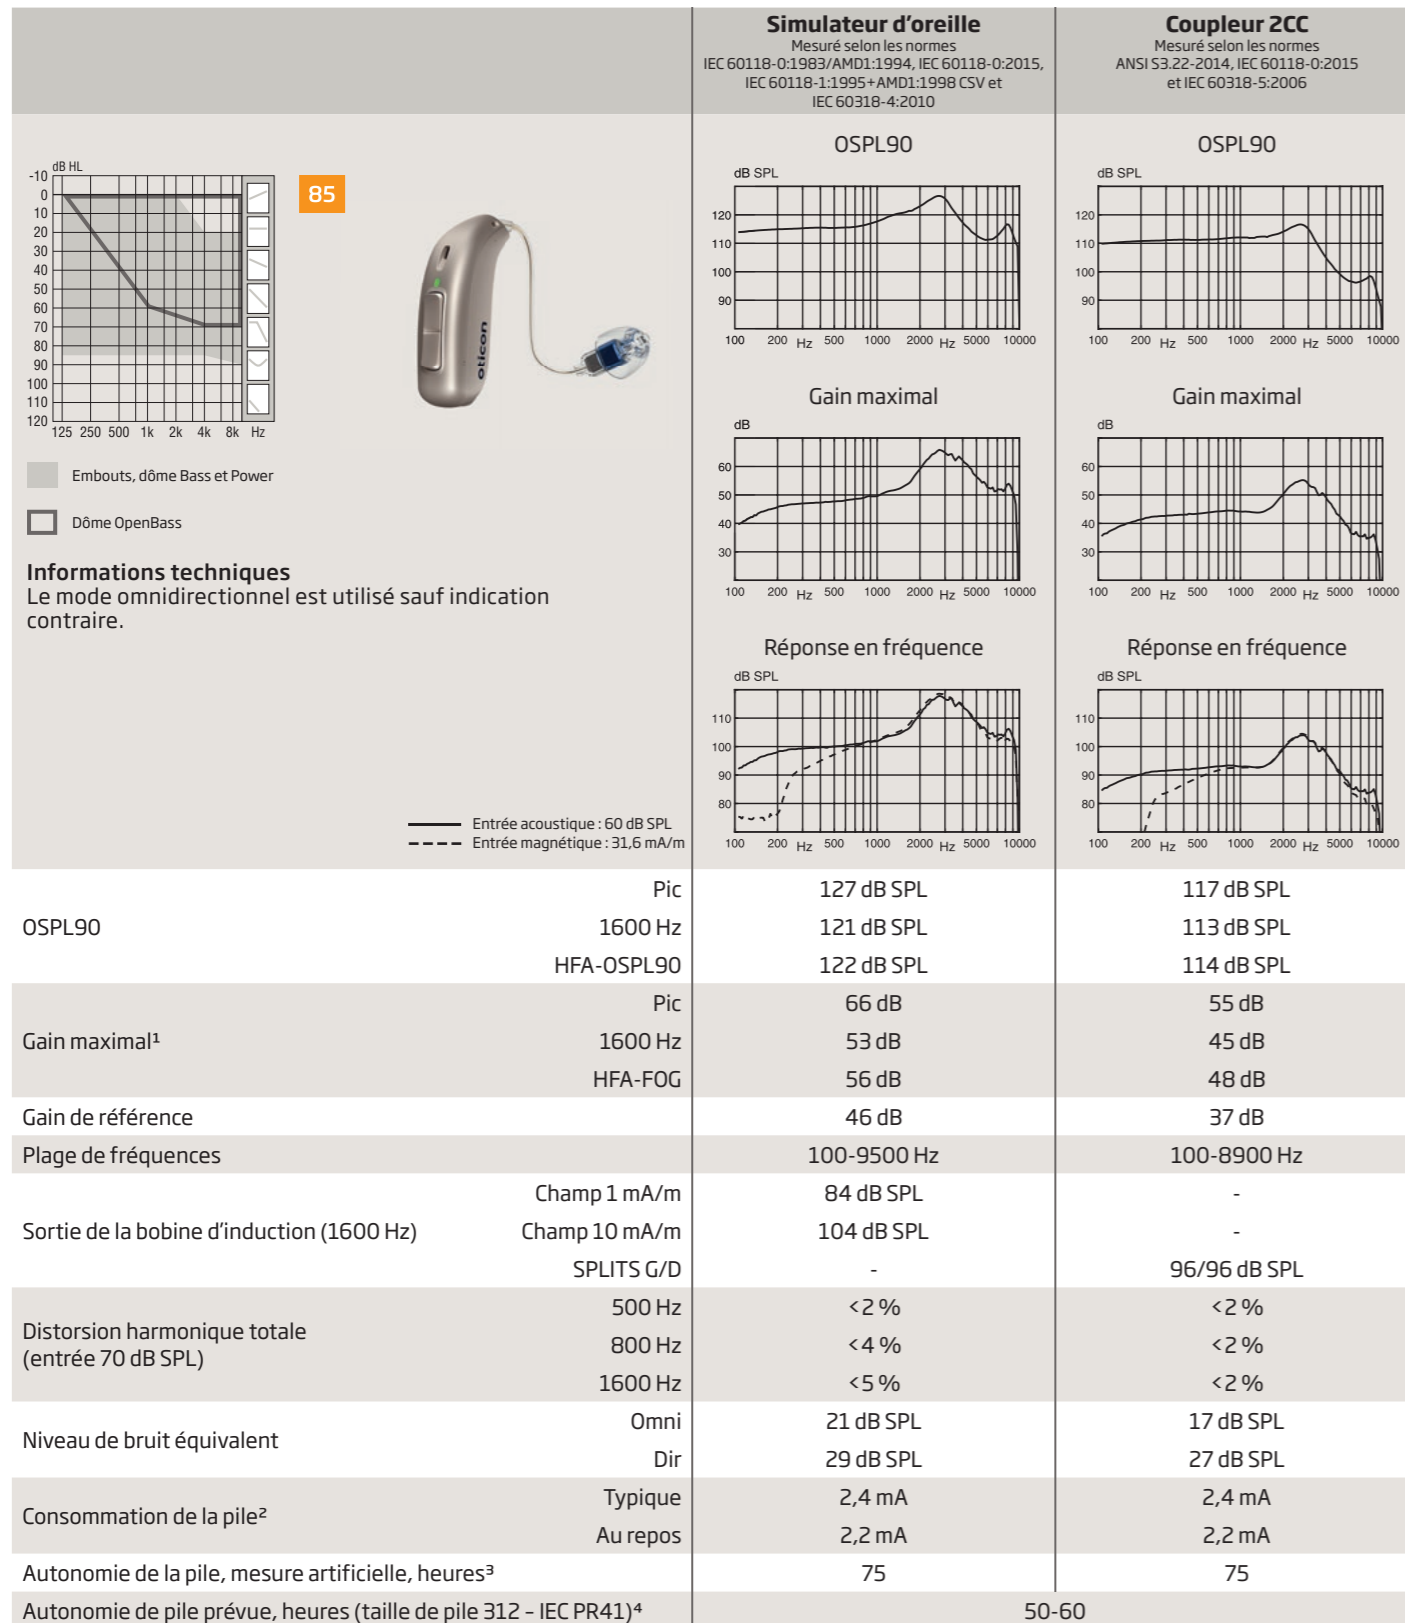 Simulateur d'oreille
Mesuré selon les normes
IEC 60118-0:1983/AMD1:1994, IEC 60118-0:2015,
IEC 60118-1:1995+AMD1:1998 CSV et
IEC 60318-4:2010
Coupleur 2CC
Mesuré selon les normes
ANSI S3.22-2014, IEC 60118-0:2015
et IEC 60318-5:2006
dB HL
-10
0
10
20
30
40
50
60
70
80
90
100
110
120
125 250 500 1k 2k 4k 8k Hz
85
oticon
Embouts, dôme Bass et Power
Dôme OpenBass
Informations techniques
Le mode omnidirectionnel est utilisé sauf indication
contraire.
Entrée acoustique : 60 dB SPL
Entrée magnétique : 31,6 mA/m
OSPL90
dB SPL
120
110
100
90
100 200 Hz 500 1000 2000 Hz 5000 10000
OSPL90
dB SPL
120
110
100
90
100 200 Hz 500 1000 2000 Hz 5000 10000
Gain maximal
dB
60
50
40
30
100 200 Hz 500 1000 2000 Hz 5000 10000
Gain maximal
dB
60
50
40
30
100 200 Hz 500 1000 2000 Hz 5000 10000
Réponse en fréquence
dB SPL
110
100
90
80
100 200 Hz 500 1000 2000 Hz 5000 10000
Réponse en fréquence
dB SPL
110
100
90
80
100 200 Hz 500 1000 2000 Hz 5000 10000
OSPL90
Pic 127 dB SPL 117 dB SPL
1600 Hz 121 dB SPL 113 dB SPL
HFA-OSPL90 122 dB SPL 114 dB SPL
Gain maximal¹
Pic 66 dB 55 dB
1600 Hz 53 dB 45 dB
HFA-FOG 56 dB 48 dB
Gain de référence 46 dB 37 dB
Plage de fréquences 100-9500 Hz 100-8900 Hz
Sortie de la bobine d'induction (1600 Hz)
Champ 1 mA/m 84 dB SPL -
Champ 10 mA/m 104 dB SPL -
SPLITS G/D - 96/96 dB SPL
Distorsion harmonique totale
(entrée 70 dB SPL)
500 Hz <2 % <2 %
800 Hz <4 % <2 %
1600 Hz <5 % <2 %
Niveau de bruit équivalent
Omni 21 dB SPL 17 dB SPL
Dir 29 dB SPL 27 dB SPL
Consommation de la pile²
Typique 2,4 mA 2,4 mA
Au repos 2,2 mA 2,2 mA
Autonomie de la pile, mesure artificielle, heures³ 75 75
Autonomie de pile prévue, heures (taille de pile 312 – IEC PR41)⁴ 50-60